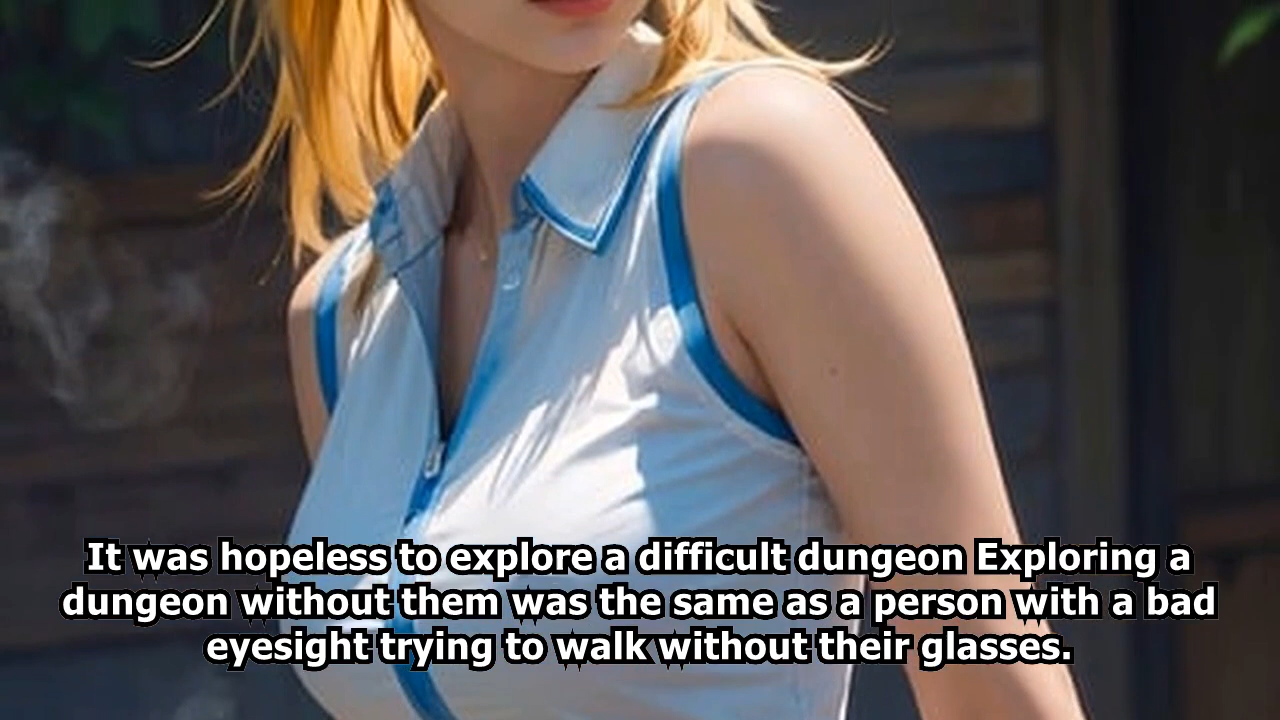 It was hopeless to explore a difficult dungeon Exploring a
dungeon without them was the same as a person with a bad
eyesight trying to walk without their glasses.